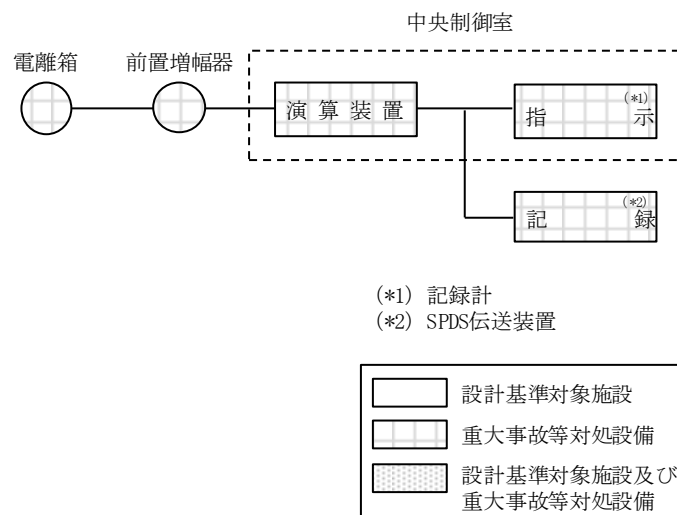 中央制御室
電離箱
前置増幅器
演算装置
指示(*1)
記録(*2)
(*1) 記録計
(*2) SPDS伝送装置
設計基準対象施設
重大事故等対処設備
設計基準対象施設及び
重大事故等対処設備